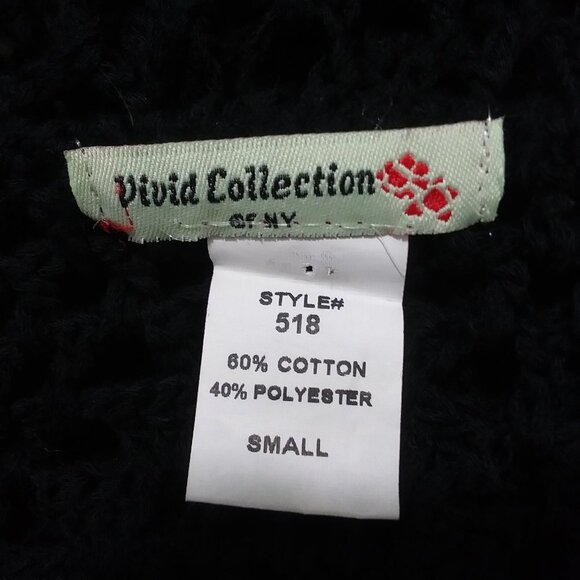 Vivid Collection
OF NY
STYLE#
518
60% COTTON
40% POLYESTER
SMALL